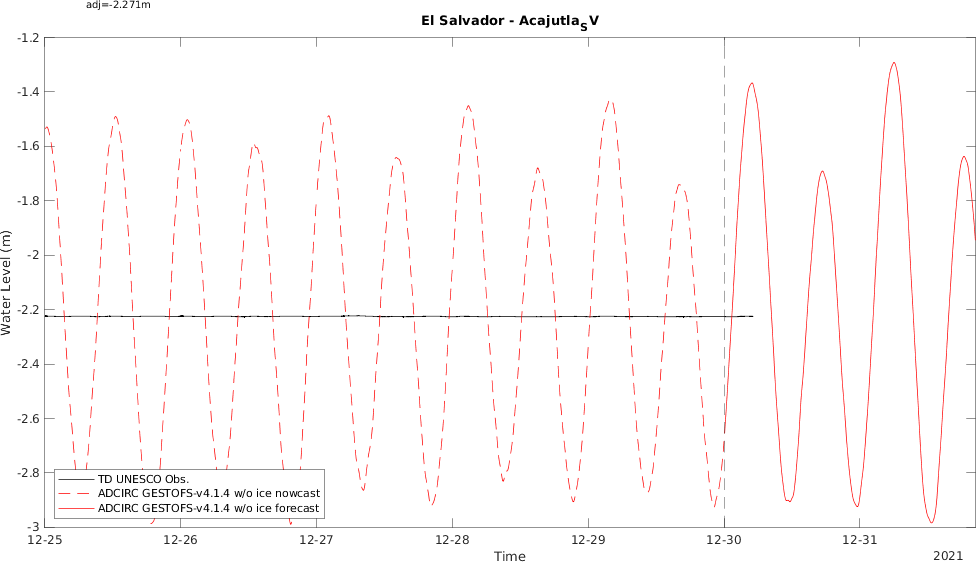 adj=-2.271m
El Salvador - Acajutla_SV
-1.2
-1.4
-1.6
-1.8
-2
-2.2
-2.4
-2.6
-2.8
-3
Water Level (m)
TD UNESCO Obs.
ADCIRC GESTOFS-v4.1.4 w/o ice nowcast
ADCIRC GESTOFS-v4.1.4 w/o ice forecast
12-25 12-26 12-27 12-28 12-29 12-30 12-31
Time
2021